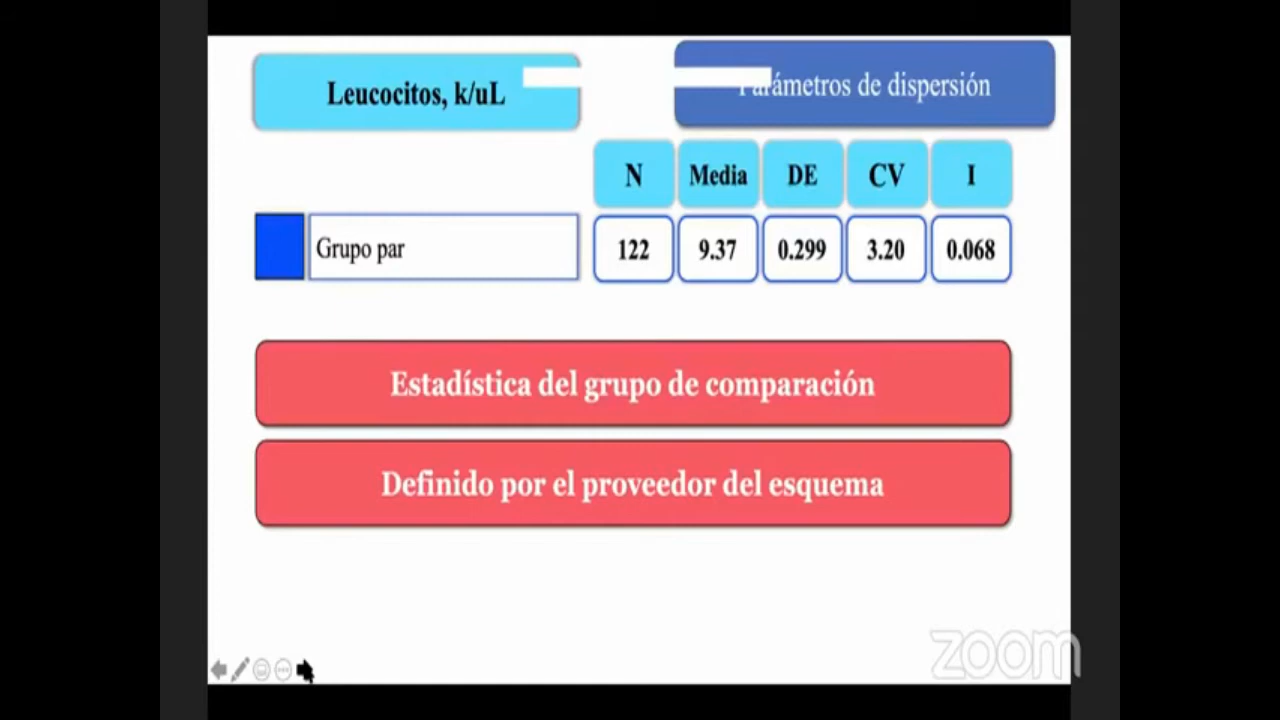 Leucocitos, k/uL
Parámetros de dispersión
N Media DE CV I
Grupo par 122 9.37 0.299 3.20 0.068
Estadística del grupo de comparación
Definido por el proveedor del esquema
zoom